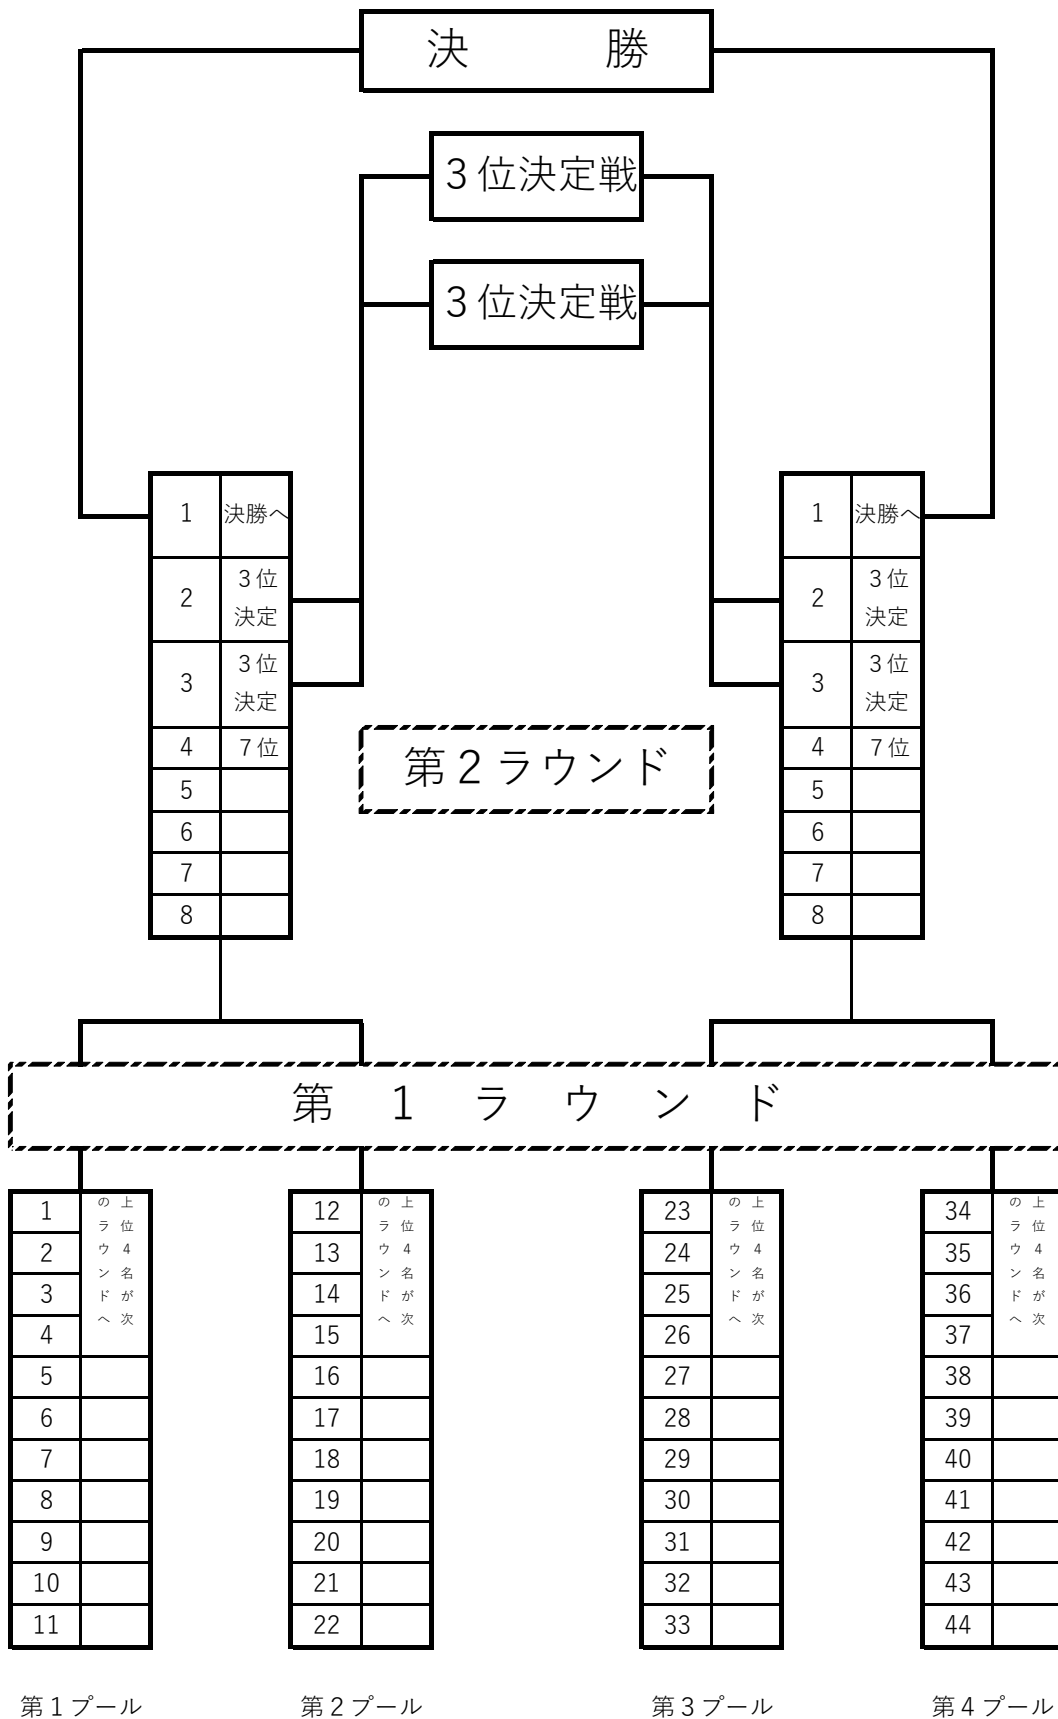 決　勝
３位決定戦
３位決定戦
1 決勝へ
2 ３位
決定
3 ３位
決定
4 ７位
5
6
7
8
1 決勝へ
2 ３位
決定
3 ３位
決定
4 ７位
5
6
7
8
第２ラウンド
第１ラウンド
上位4名が次
のラウンドへ
1
2
3
4
5
6
7
8
9
10
11
第１プール
上位4名が次
のラウンドへ
12
13
14
15
16
17
18
19
20
21
22
第２プール
上位4名が次
のラウンドへ
23
24
25
26
27
28
29
30
31
32
33
第３プール
上位4名が次
のラウンドへ
34
35
36
37
38
39
40
41
42
43
44
第４プール